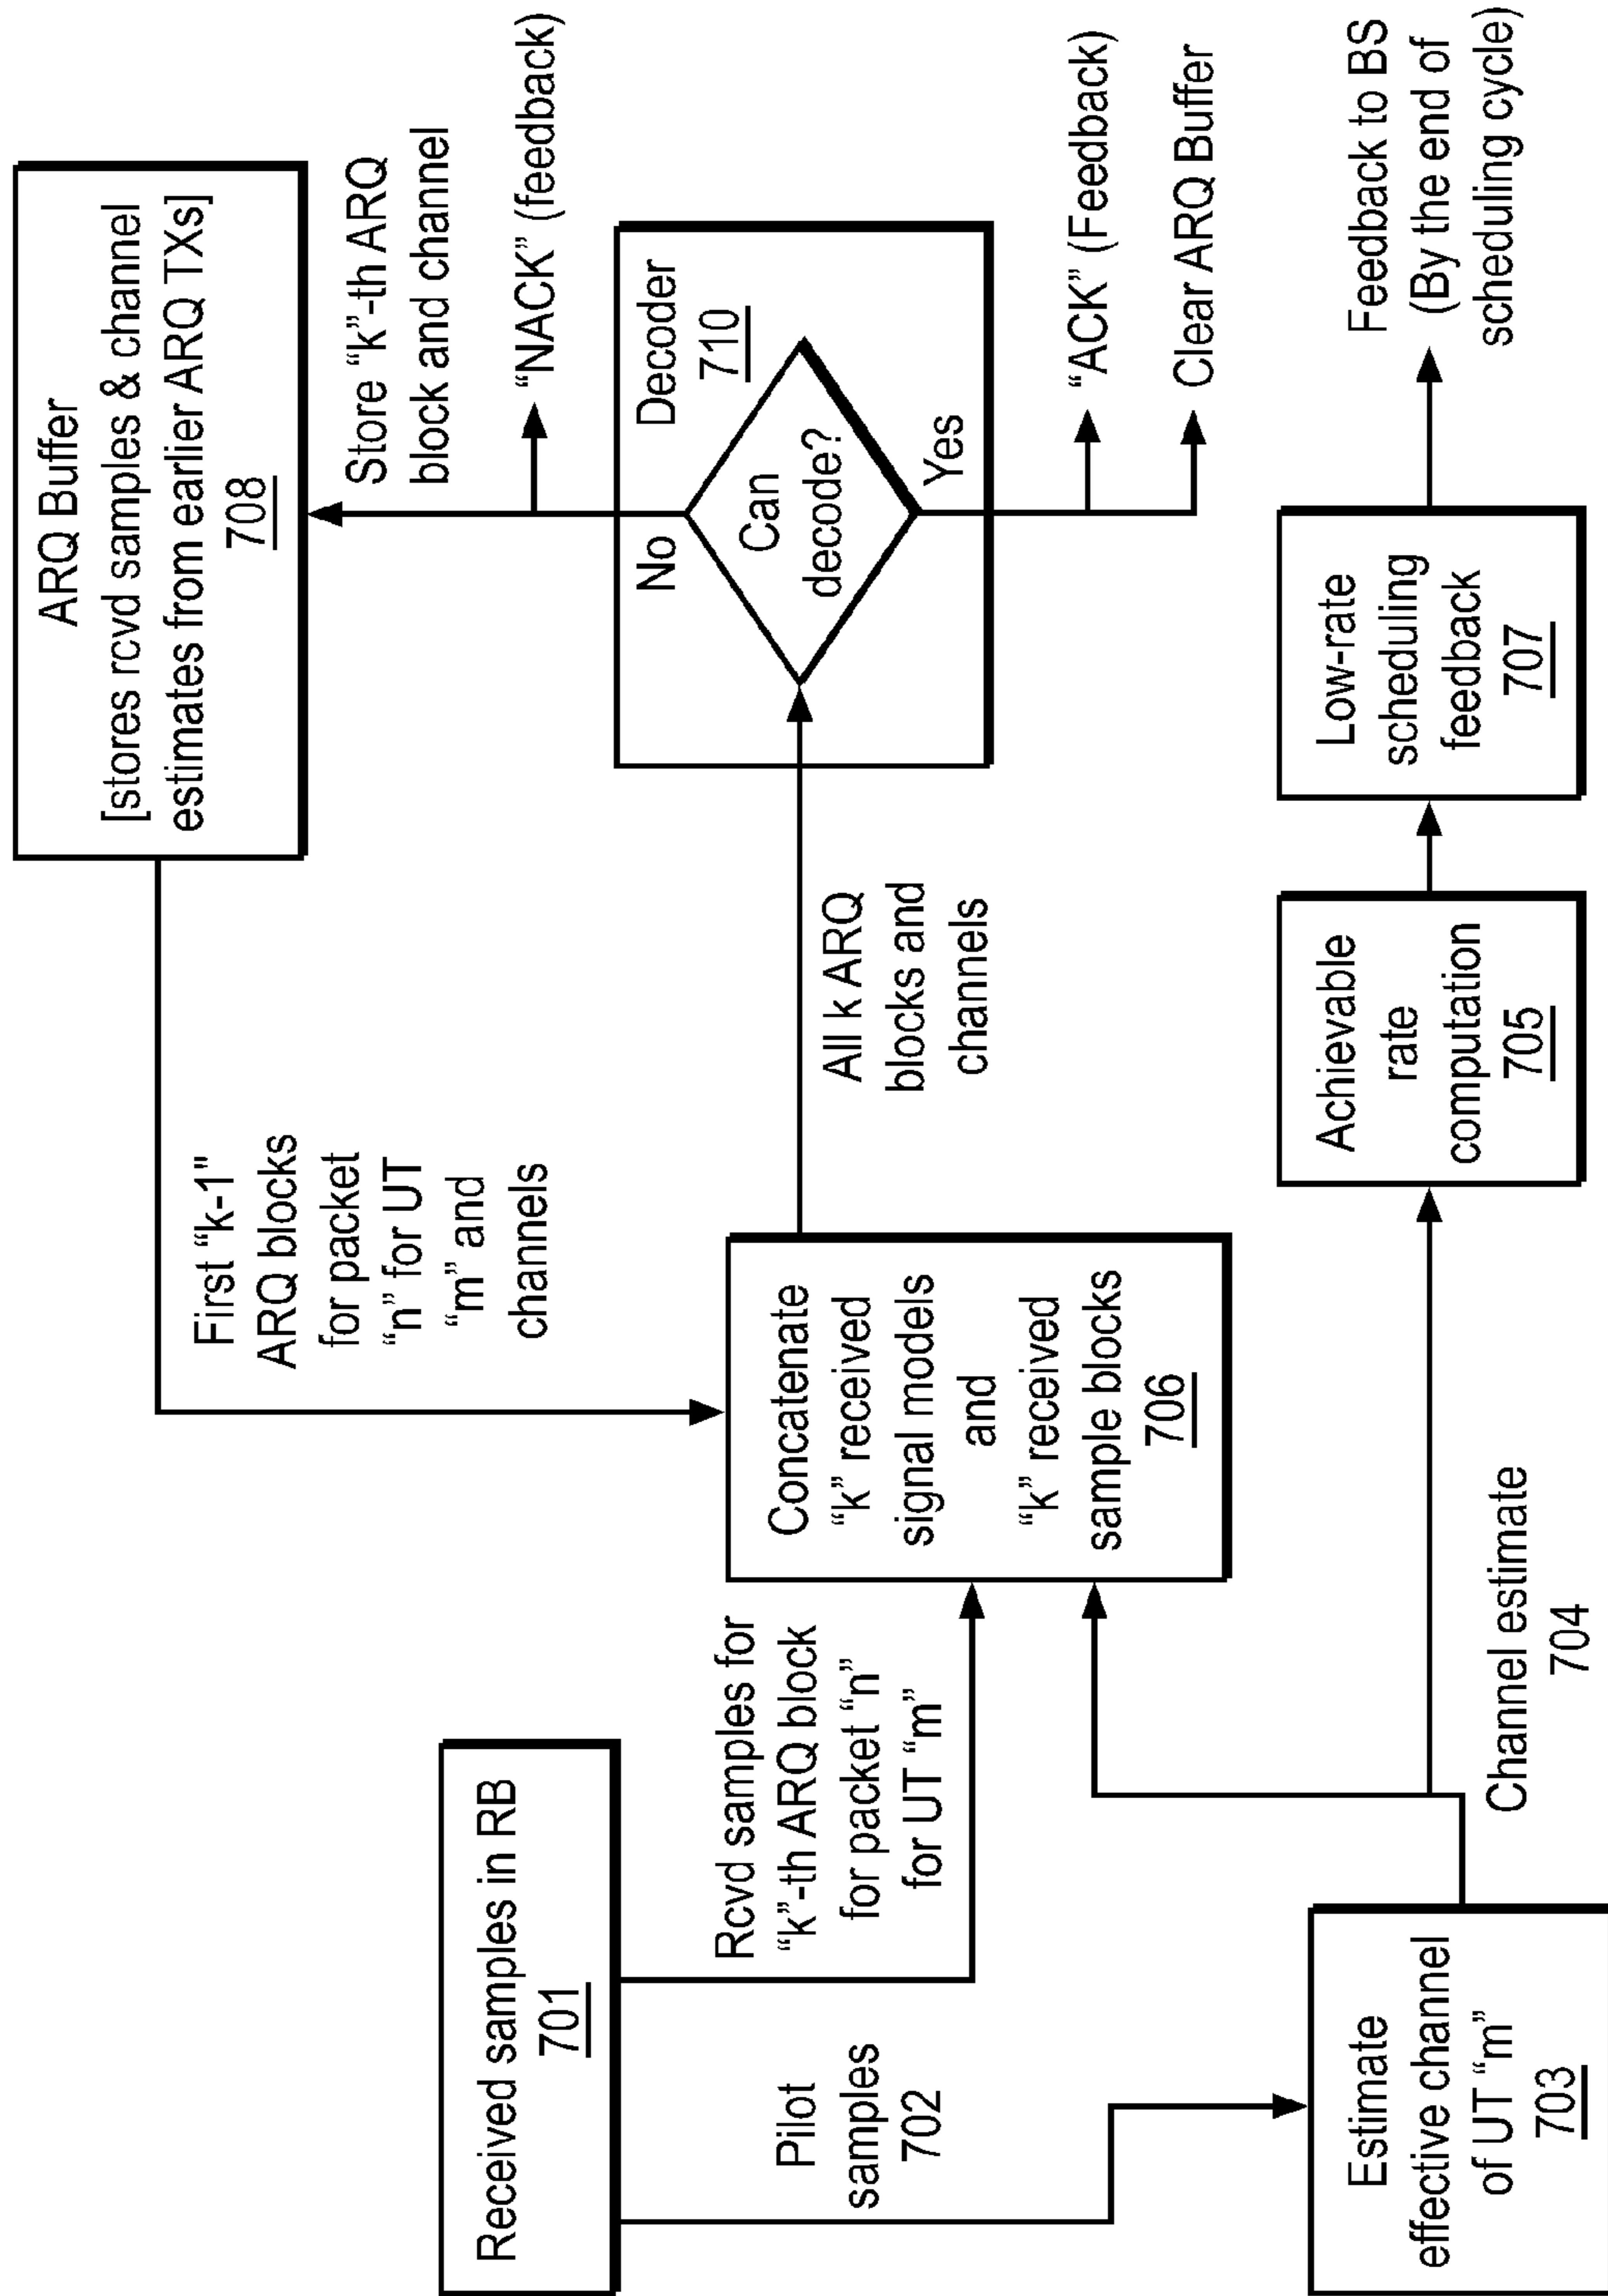 Received samples in RB
701
Pilot
samples
702
Estimate
effective channel
of UT “m”
703
Rcvd samples for
“k”-th ARQ block
for packet “n”
for UT “m”
Channel estimate
704
First “k-1"
ARQ blocks
for packet
“n” for UT
“m” and
channels
Concatenate
“k” received
signal models
and
“k” received
sample blocks
706
All k ARQ
blocks and
channels
Achievable
rate
computation
705
Low-rate
scheduling
feedback
707
Feedback to BS
(By the end of
scheduling cycle)
ARQ Buffer
[stores rcvd samples & channel
estimates from earlier ARQ TXs]
708
Store “k”-th ARQ
block and channel
“NACK” (feedback)
Decoder
710
No
Can
decode?
Yes
“ACK” (Feedback)
Clear ARQ Buffer